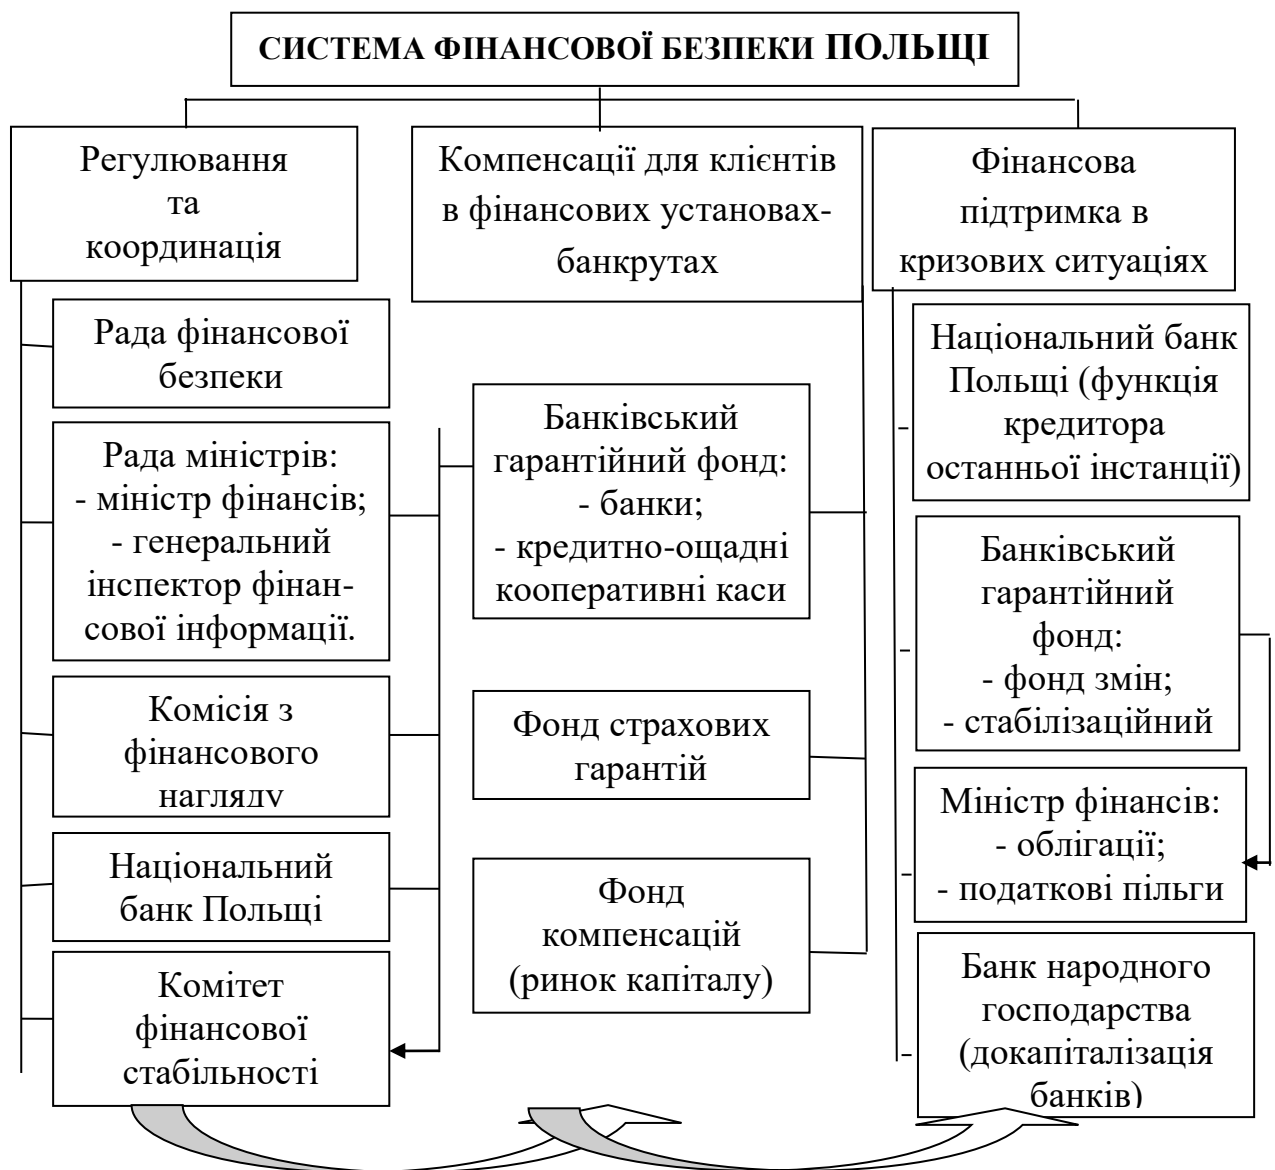 СИСТЕМА ФІНАНСОВОЇ БЕЗПЕКИ ПОЛЬЩІ
Регулювання
та
координація
Рада фінансової
безпеки
Рада міністрів:
- міністр фінансів;
- генеральний
інспектор фінан-
сової інформації.
Комісія з
фінансового
нагляду
Національний
банк Польщі
Комітет
фінансової
стабільності
Компенсації для клієнтів
в фінансових установах-
банкрутах
Банківський
гарантійний фонд:
- банки;
- кредитно-ощадні
кооперативні каси
Фонд страхових
гарантій
Фонд
компенсацій
(ринок капіталу)
Фінансова
підтримка в
кризових ситуаціях
Національний банк
Польщі (функція
кредитора
останньої інстанції)
Банківський
гарантійний
фонд:
- фонд змін;
- стабілізаційний
Міністр фінансів:
- облігації;
- податкові пільги
Банк народного
господарства
(докапіталізація
банків)